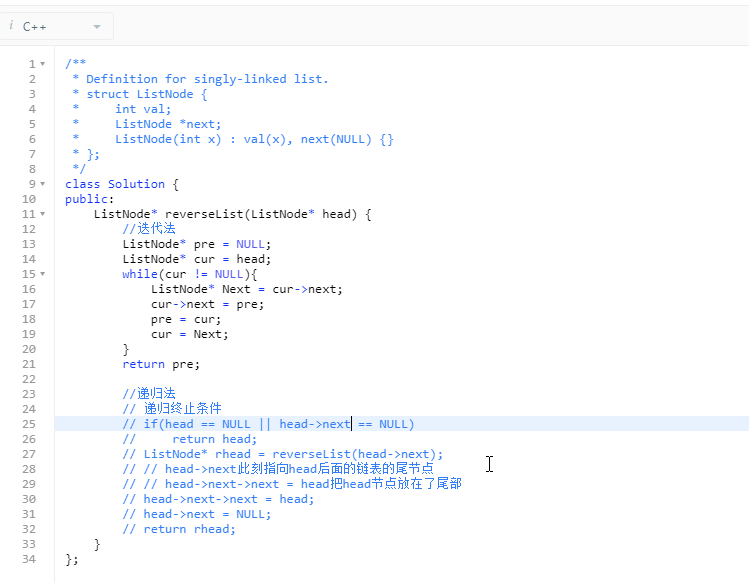 i C++
1 /**
2  * Definition for singly-linked list.
3  * struct ListNode {
4  *     int val;
5  *     ListNode *next;
6  *     ListNode(int x) : val(x), next(NULL) {}
7  * };
8  */
9 class Solution {
10 public:
11     ListNode* reverseList(ListNode* head) {
12         //迭代法
13         ListNode* pre = NULL;
14         ListNode* cur = head;
15         while(cur != NULL){
16             ListNode* Next = cur->next;
17             cur->next = pre;
18             pre = cur;
19             cur = Next;
20         }
21         return pre;
22
23         //递归法
24         // 递归终止条件
25         // if(head == NULL || head->next == NULL)
26         //     return head;
27         // ListNode* rhead = reverseList(head->next);
28         // // head->next此刻指向head后面的链表的尾节点
29         // // head->next->next = head把head节点放在了尾部
30         // head->next->next = head;
31         // head->next = NULL;
32         // return rhead;
33     }
34 };